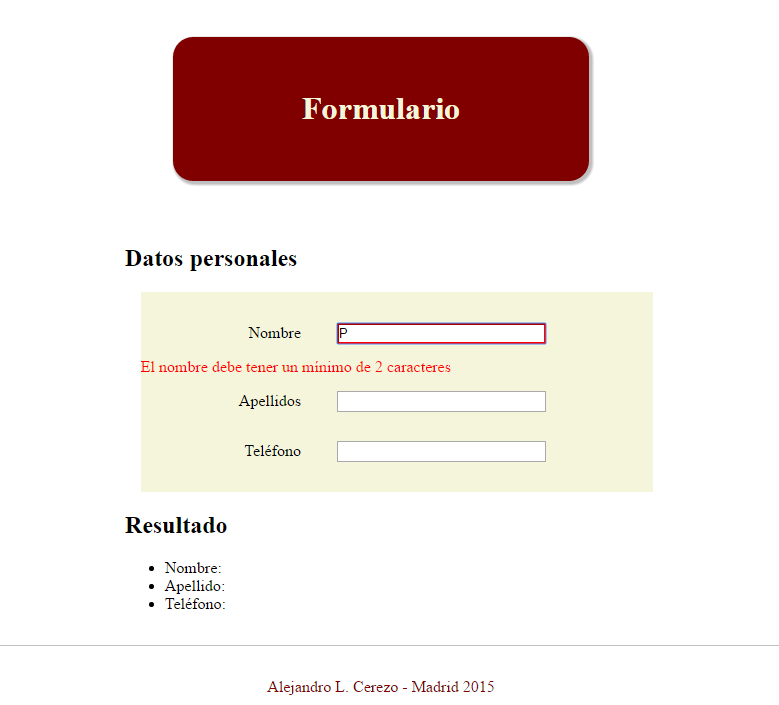 Formulario
Datos personales
Nombre P
El nombre debe tener un mínimo de 2 caracteres
Apellidos
Teléfono
Resultado
Nombre:
Apellido:
Teléfono:
Alejandro L. Cerezo - Madrid 2015